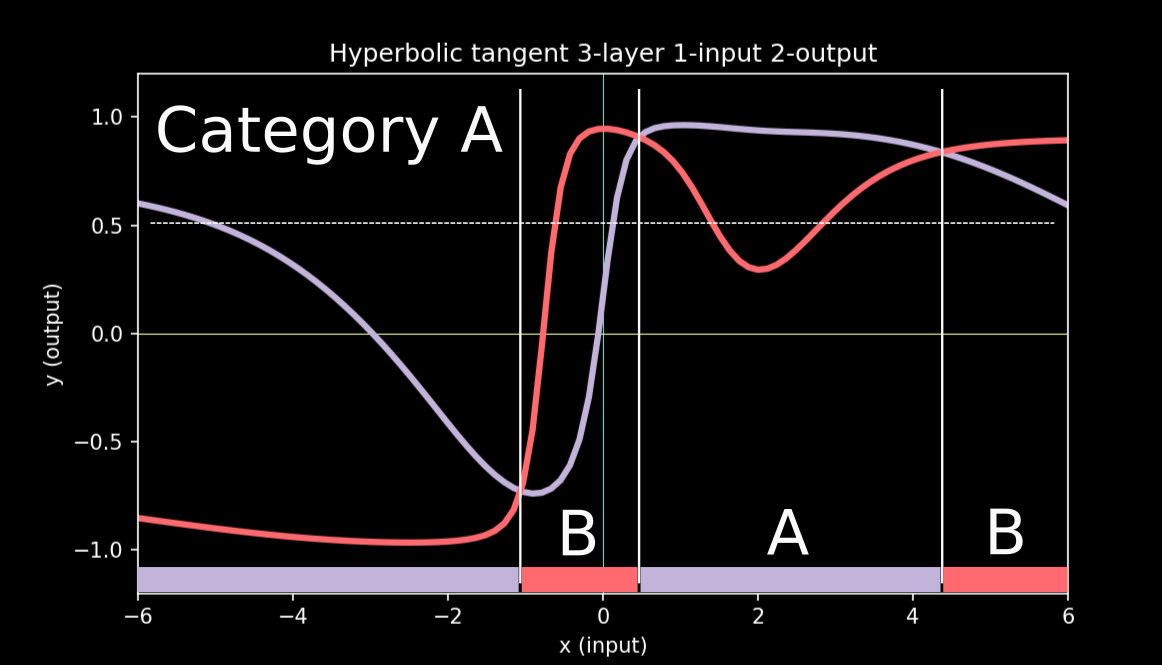 Hyperbolic tangent 3-layer 1-input 2-output
Category A
1.0
0.5
0.0
−0.5
−1.0
y (output)
B
A
B
−6
−4
−2
0
2
4
6
x (input)